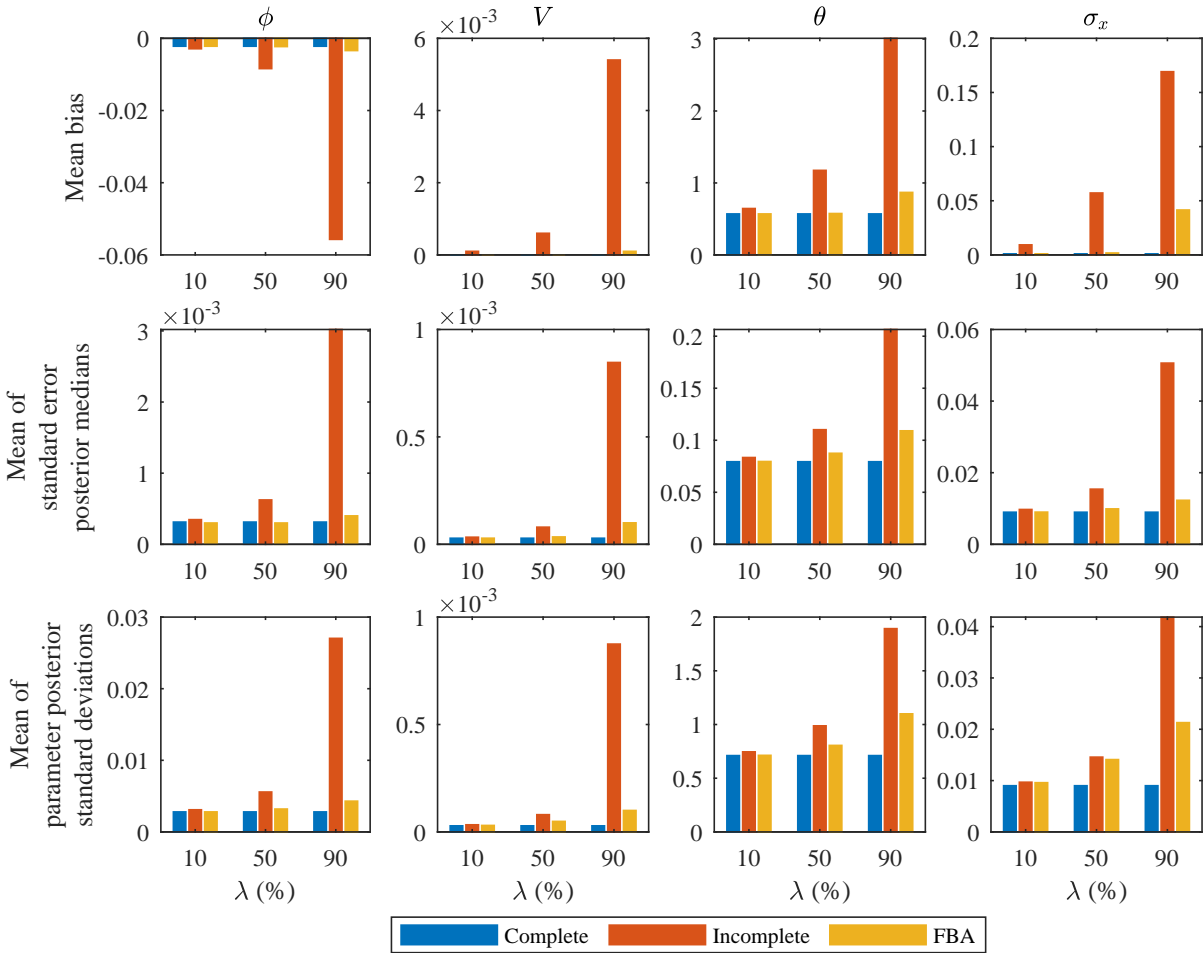 ϕ V θ σx
×10-3
0 6 3 0.2
-0.02 4 2 0.15
-0.04 2 1 0.1
-0.06 0 0 0.05
0
Mean bias
10 50 90 10 50 90 10 50 90 10 50 90
×10-3 ×10-3
3 1 0.2 0.06
2 0.5 0.15 0.04
1 0 0.1 0.02
0 0.05 0
0
Mean of
standard error
posterior medians
10 50 90 10 50 90 10 50 90 10 50 90
×10-3
0.03 1 2 0.04
0.02 0.5 1.5 0.03
0.01 0 1 0.02
0 0.5 0.01
0 0
Mean of
parameter posterior
standard deviations
10 50 90 10 50 90 10 50 90 10 50 90
λ (%) λ (%) λ (%) λ (%)
Complete Incomplete FBA